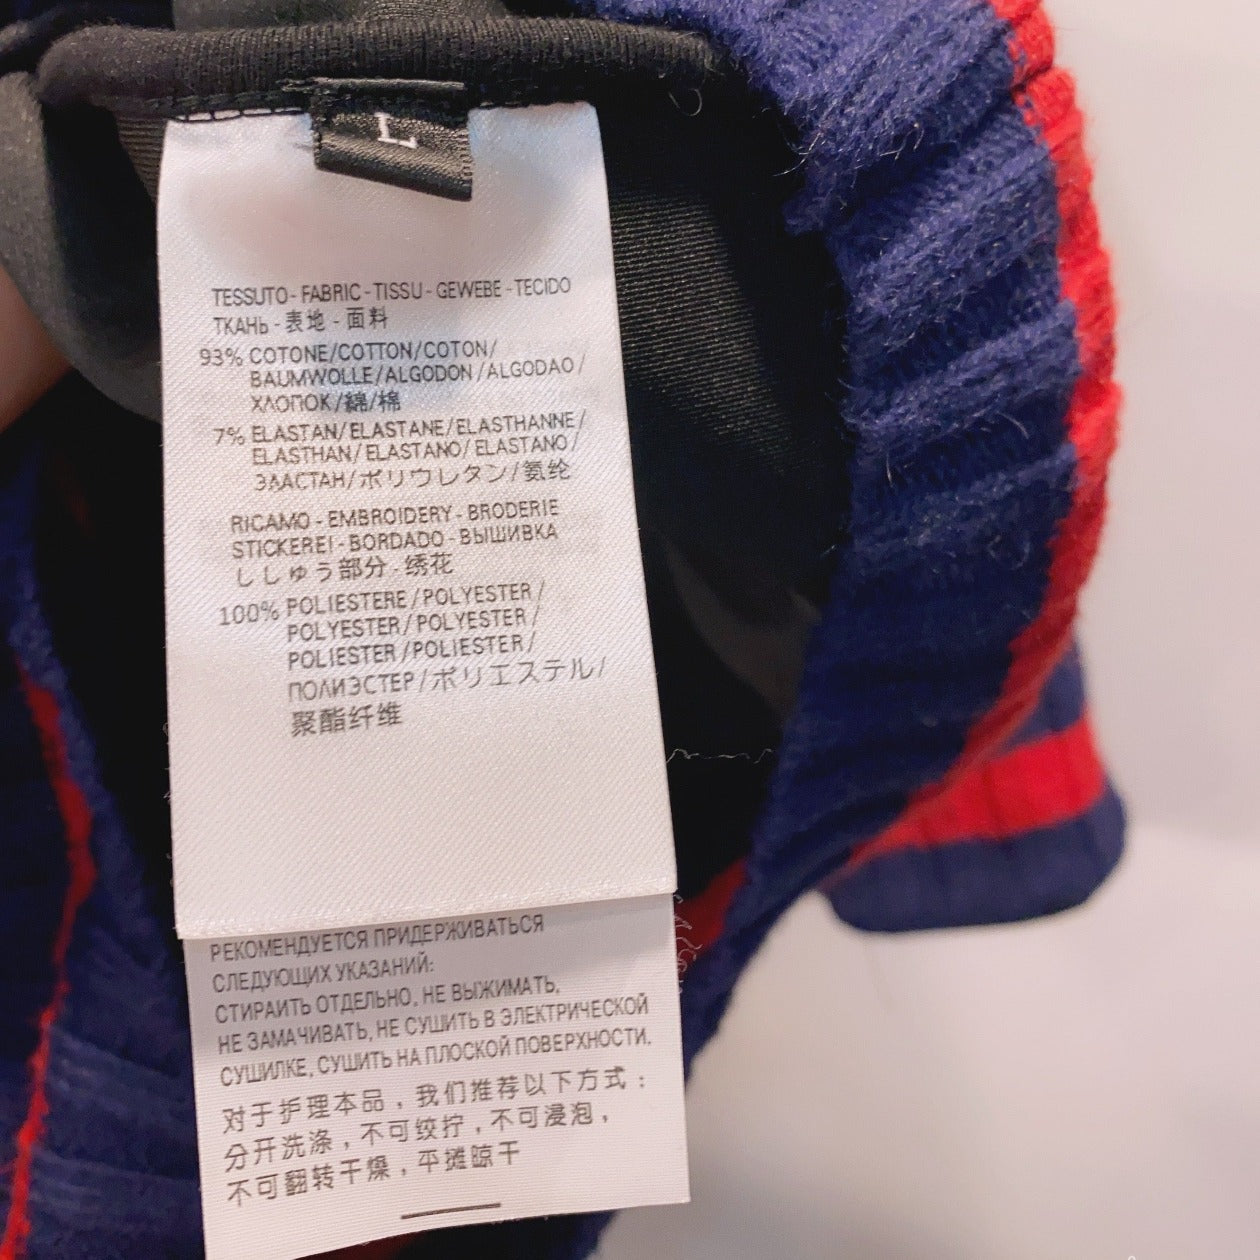 L
TESSUTO - FABRIC - TISSU - GEWEBE - TECIDO
ТКАНЬ - 表地 - 面料
93% COTONE/COTTON/COTON/
BAUMWOLLE/ALGODON/ALGODAO/
ХЛОПОК/綿/棉
7% ELASTAN/ELASTANE/ELASTHANNE/
ELASTHAN/ELASTANO/ELASTANO/
ЭЛАСТАН/ポリウレタン/氨纶
RICAMO - EMBROIDERY - BRODERIE
STICKEREI - BORDADO - ВЫШИВКА
ししゅう部分 - 绣花
100% POLIESTERE/POLYESTER/
POLYESTER/POLYESTER/
POLIESTER/POLIESTER/
ПОЛИЭСТЕР/ポリエステル/
聚酯纤维
РЕКОМЕНДУЕТСЯ ПРИДЕРЖИВАТЬСЯ
СЛЕДУЮЩИХ УКАЗАНИЙ:
СТИРАИТЬ ОТДЕЛЬНО, НЕ ВЫЖИМАТЬ,
НЕ ЗАМАЧИВАТЬ, НЕ СУШИТЬ В ЭЛЕКТРИЧЕСКОЙ
СУШИЛКЕ, СУШИТЬ НА ПЛОСКОЙ ПОВЕРХНОСТИ.
对于护理本品，我们推荐以下方式：
分开洗涤，不可绞拧，不可浸泡，
不可翻转干燥，平摊晾干